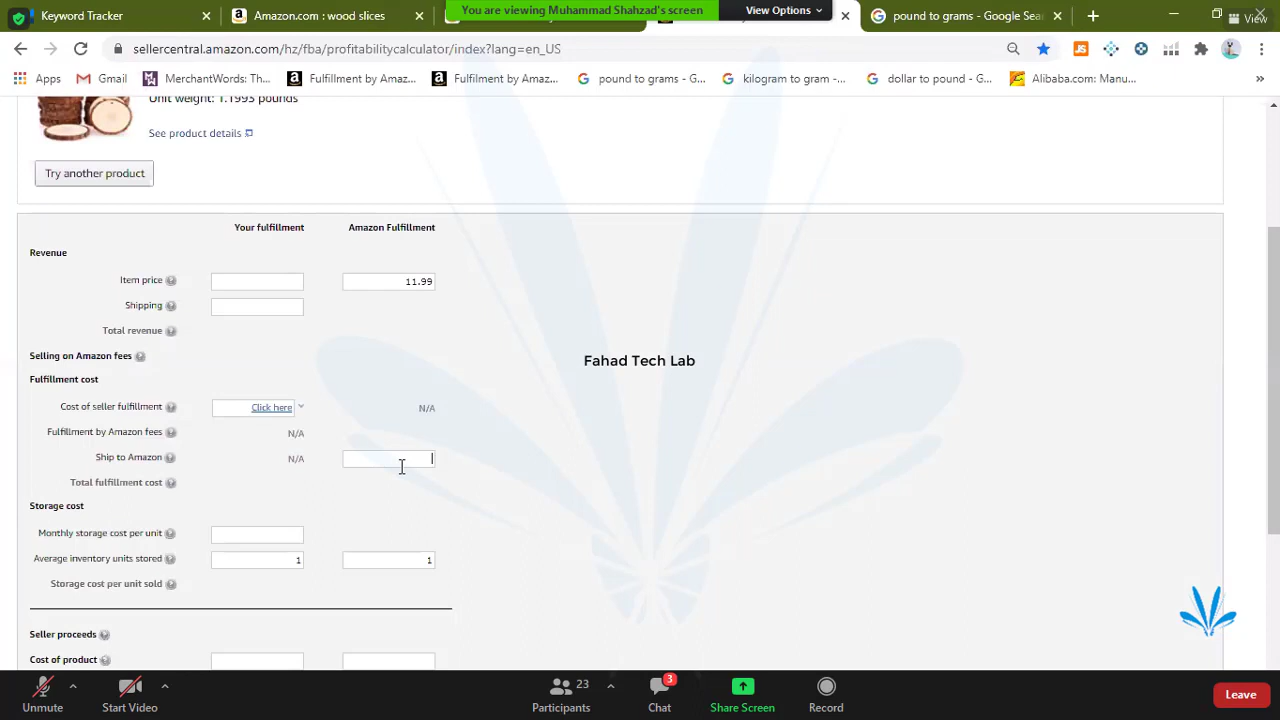 Keyword Tracker
Amazon.com : wood slices
You are viewing Muhammad Shahzad's screen
View Options
pound to grams - Google Sea
View
sellercentral.amazon.com/hz/fba/profitabilitycalculator/index?lang=en_US
Apps
Gmail
MerchantWords: Th...
Fulfillment by Amaz...
Fulfilment by Amaz...
pound to grams - G...
kilogram to gram -...
dollar to pound - G...
Alibaba.com: Manu...
»
Unit weight: 1.1993 pounds
See product details
Try another product
Your fulfillment
Amazon Fulfillment
Revenue
Item price
11.99
Shipping
Total revenue
Selling on Amazon fees
Fulfillment cost
Cost of seller fulfillment
Click here
N/A
Fulfillment by Amazon fees
N/A
Ship to Amazon
N/A
Total fulfillment cost
Storage cost
Monthly storage cost per unit
Average inventory units stored
1
1
Storage cost per unit sold
Seller proceeds
Cost of product
Fahad Tech Lab
Unmute
Start Video
23
Participants
3
Chat
Share Screen
Record
Leave